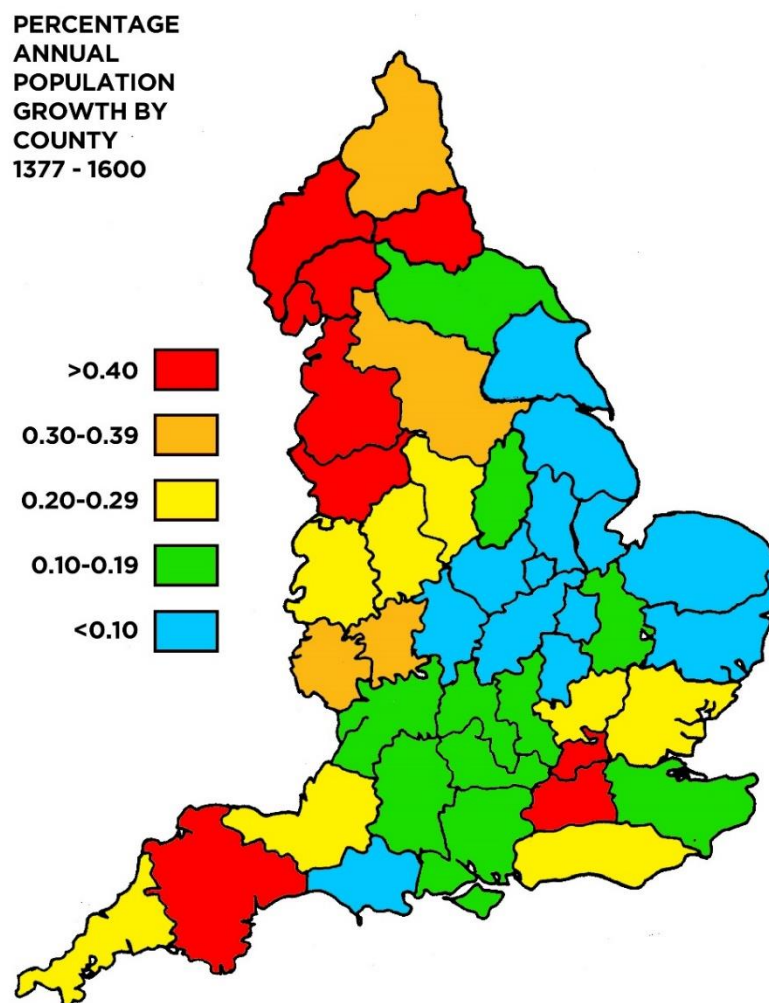 PERCENTAGE
ANNUAL
POPULATION
GROWTH BY
COUNTY
1377 - 1600
>0.40
0.30-0.39
0.20-0.29
0.10-0.19
<0.10